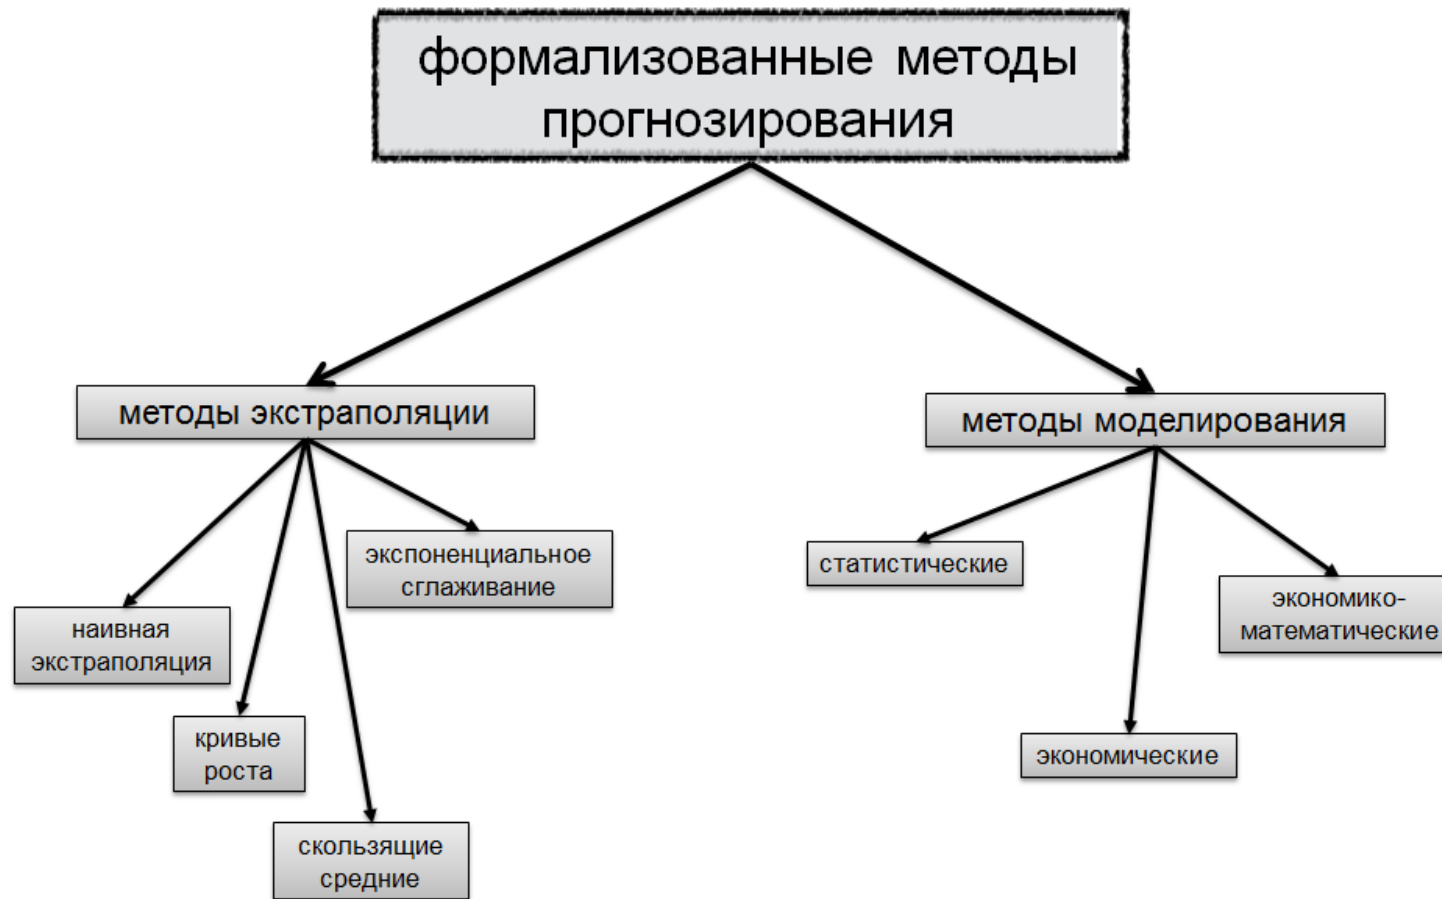 формализованные методы
прогнозирования
методы экстраполяции
методы моделирования
экспоненциальное
сглаживание
статистические
экономико-
математические
наивная
экстраполяция
кривые
роста
экономические
скользящие
средние